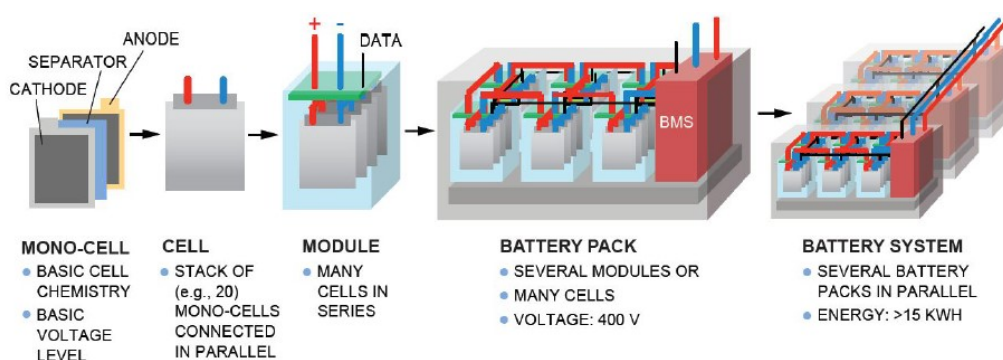 ANODE
SEPARATOR
CATHODE
+ -
DATA
BMS
MONO-CELL
BASIC CELL
CHEMISTRY
BASIC
VOLTAGE
LEVEL
CELL
STACK OF
(e.g., 20)
MONO-CELLS
CONNECTED
IN PARALLEL
MODULE
MANY
CELLS IN
SERIES
BATTERY PACK
SEVERAL MODULES OR
MANY CELLS
VOLTAGE: 400 V
BATTERY SYSTEM
SEVERAL BATTERY
PACKS IN PARALLEL
ENERGY: >15 KWH